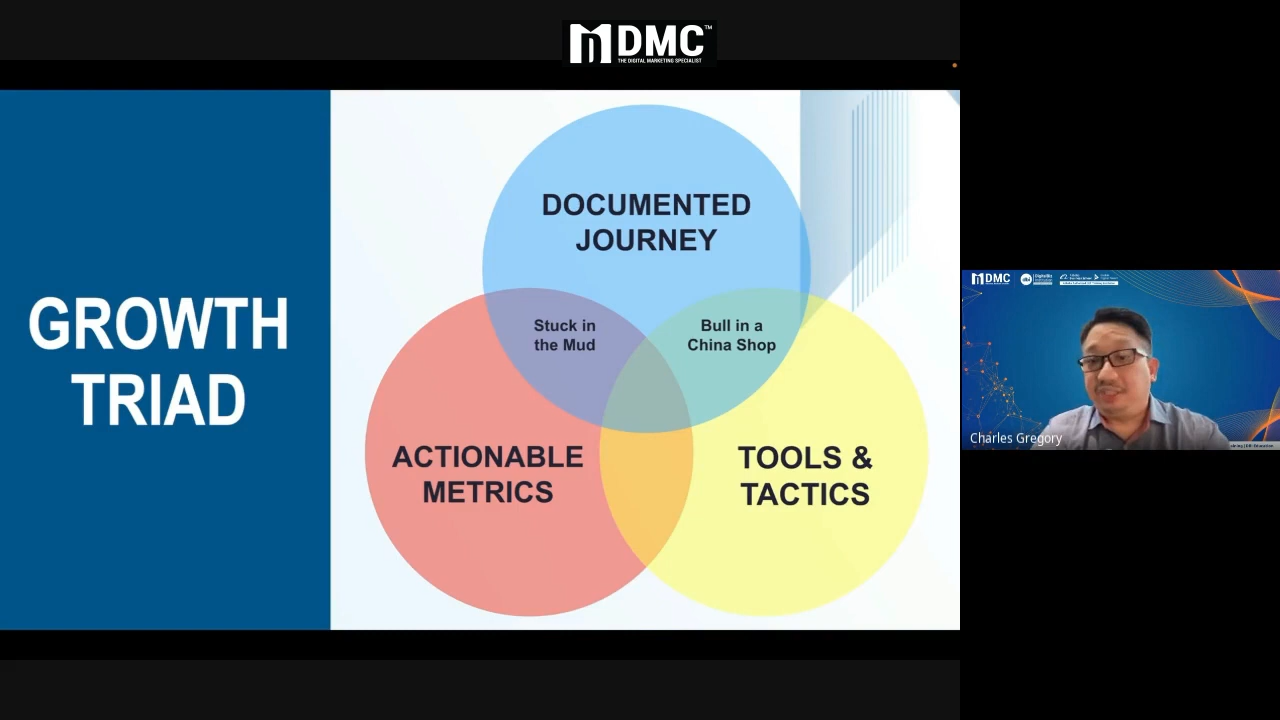 DMC™
THE DIGITAL MARKETING SPECIALIST
GROWTH
TRIAD
DOCUMENTED
JOURNEY
Stuck in
the Mud
Bull in a
China Shop
ACTIONABLE
METRICS
TOOLS &
TACTICS
DMC
Charles Gregory